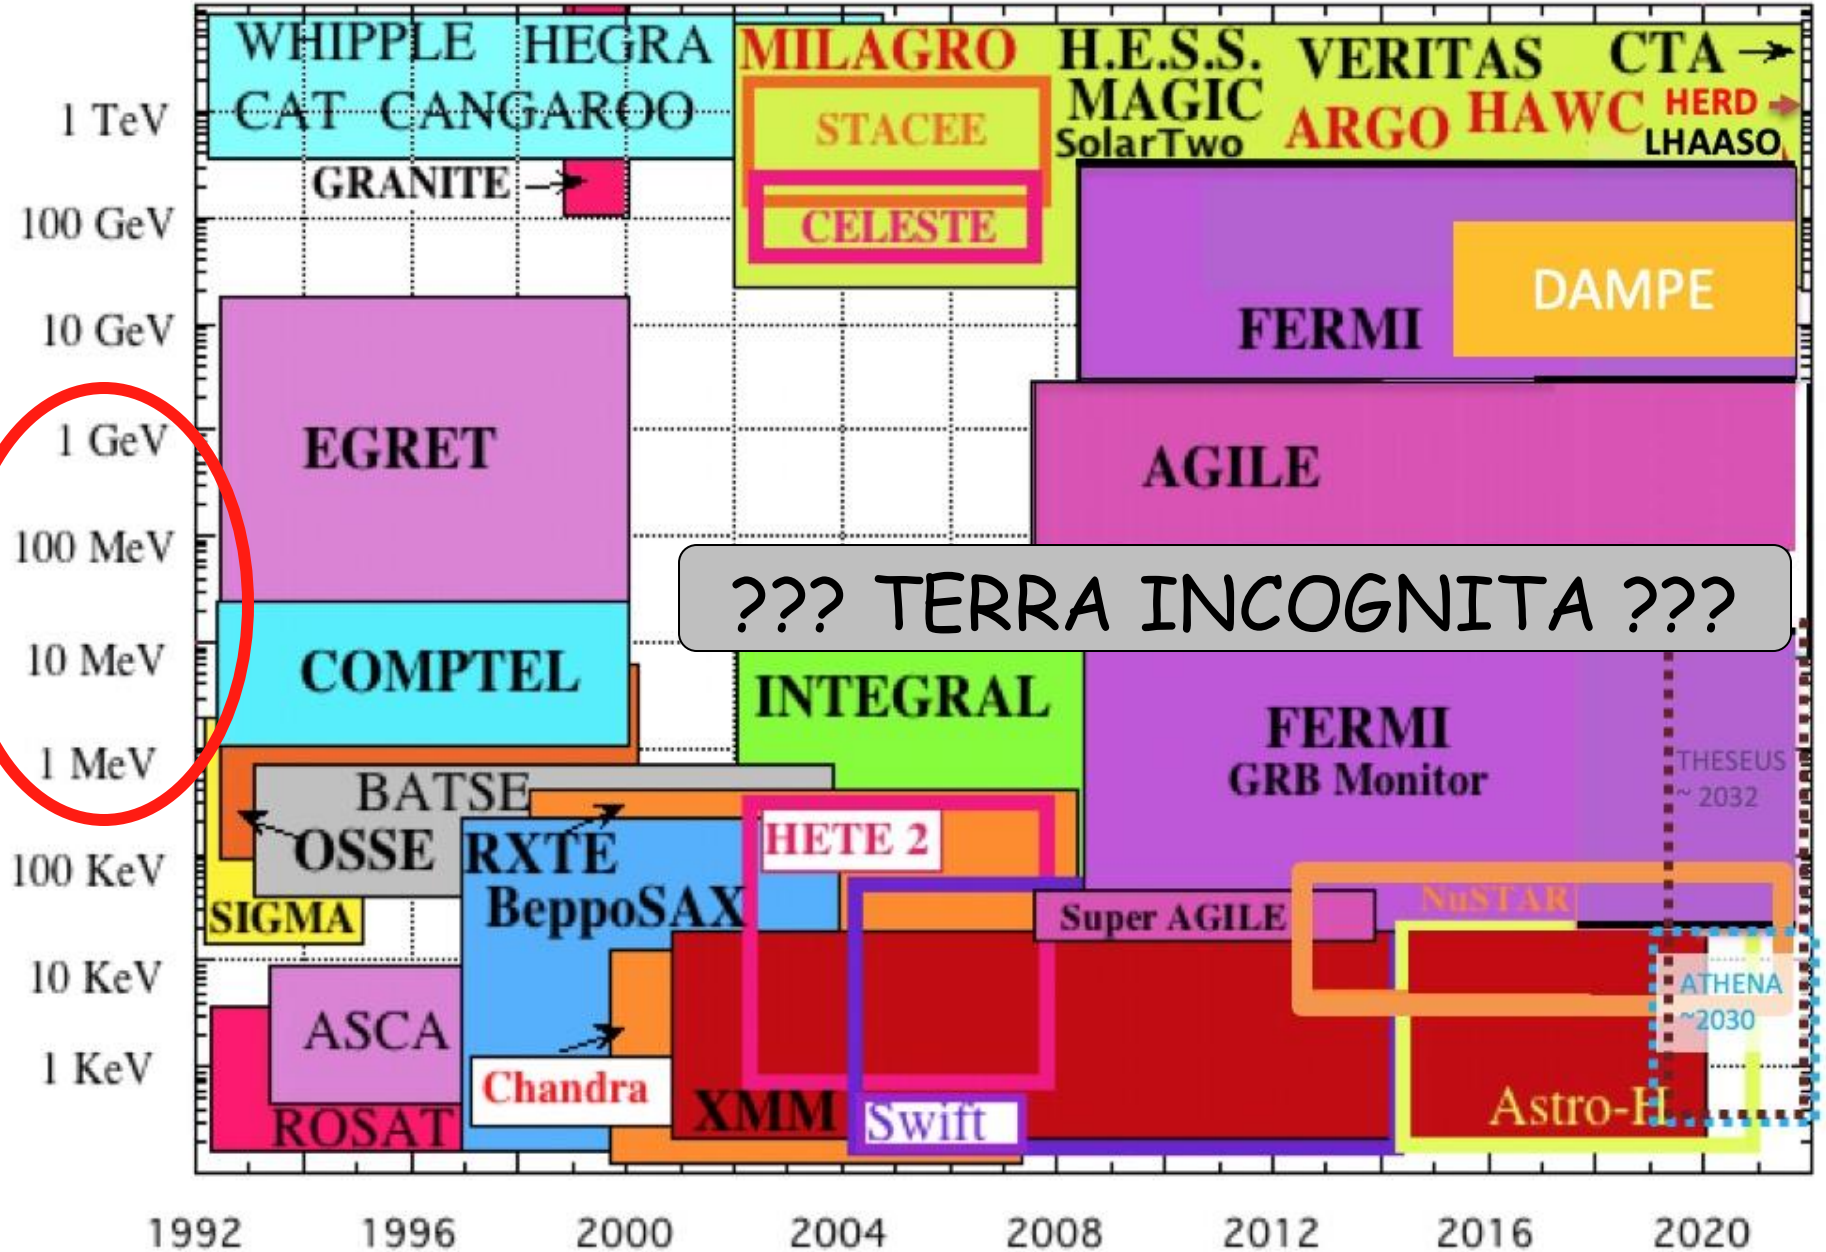 WHIPPLE HEGRA MILAGRO H.E.S.S. VERITAS CTA
CAT CANGAROO STACEE MAGIC ARGO HAWC HERD
SolarTwo LHAASO
1 TeV
GRANITE
CELESTE
100 GeV
DAMPE
FERMI
10 GeV
EGRET
AGILE
1 GeV
100 MeV
??? TERRA INCOGNITA ???
10 MeV
COMPTEL
INTEGRAL
FERMI
GRB Monitor
1 MeV
THESEUS
~ 2032
BATSE
OSSE
RXTE
HETE 2
100 KeV
BeppoSAX
SIGMA
Super AGILE
NuSTAR
10 KeV
ATHENA
~2030
ASCA
1 KeV
Chandra
XMM
Swift
Astro-H
ROSAT
1992 1996 2000 2004 2008 2012 2016 2020